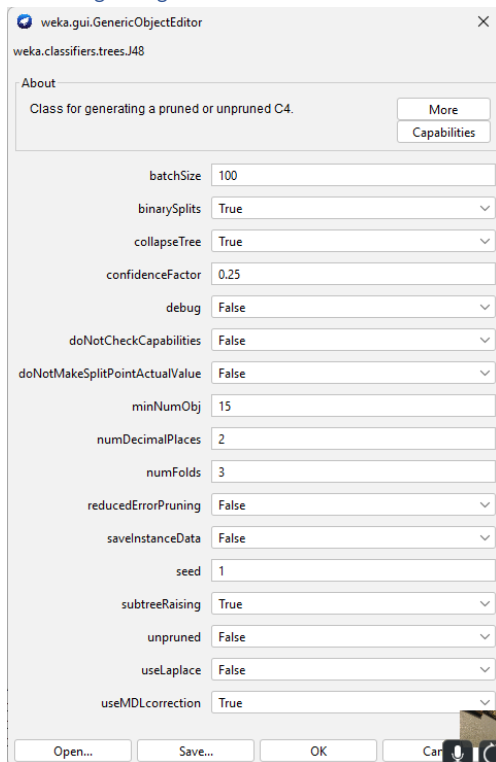 weka.gui.GenericObjectEditor
weka.classifiers.trees.J48
About
Class for generating a pruned or unpruned C4.
More
Capabilities
batchSize 100
binarySplits True
collapseTree True
confidenceFactor 0.25
debug False
doNotCheckCapabilities False
doNotMakeSplitPointActualValue False
minNumObj 15
numDecimalPlaces 2
numFolds 3
reducedErrorPruning False
saveInstanceData False
seed 1
subtreeRaising True
unpruned False
useLaplace False
useMDLcorrection True
Open... Save... OK